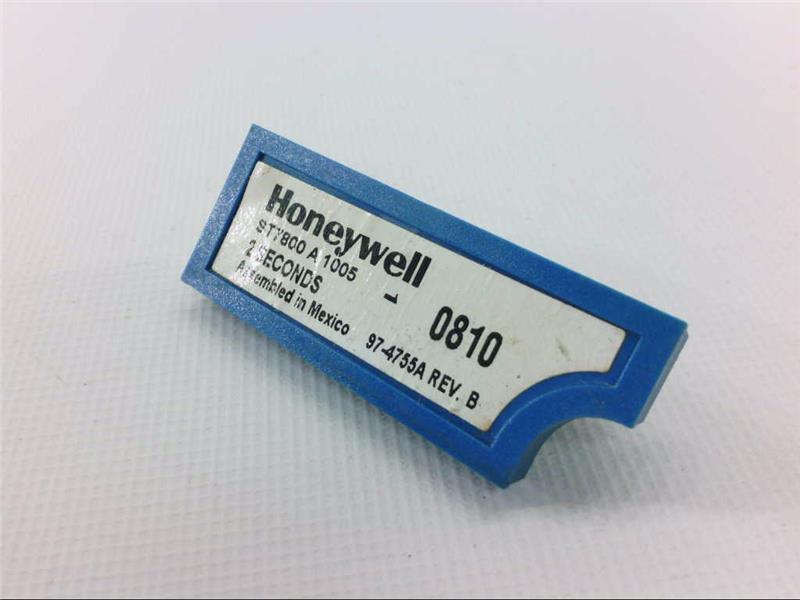 Honeywell
ST7800 A 1005
2 SECONDS
Assembled in Mexico
0810
97-4755A REV. B